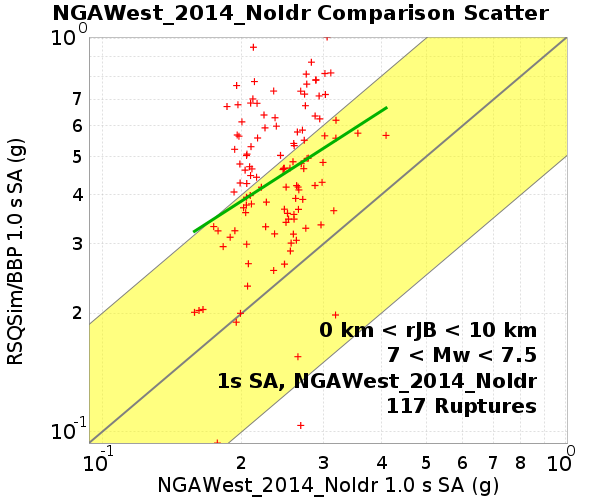 NGAWest_2014_NoIdr Comparison Scatter
10^0
7
6
5
4
3
2
10^-1
RSQSim/BBP 1.0 s SA (g)
0 km < rJB < 10 km
7 < Mw < 7.5
1s SA, NGAWest_2014_NoIdr
117 Ruptures
10^-1 2 3 4 5 6 7 8 10^0
NGAWest_2014_NoIdr 1.0 s SA (g)